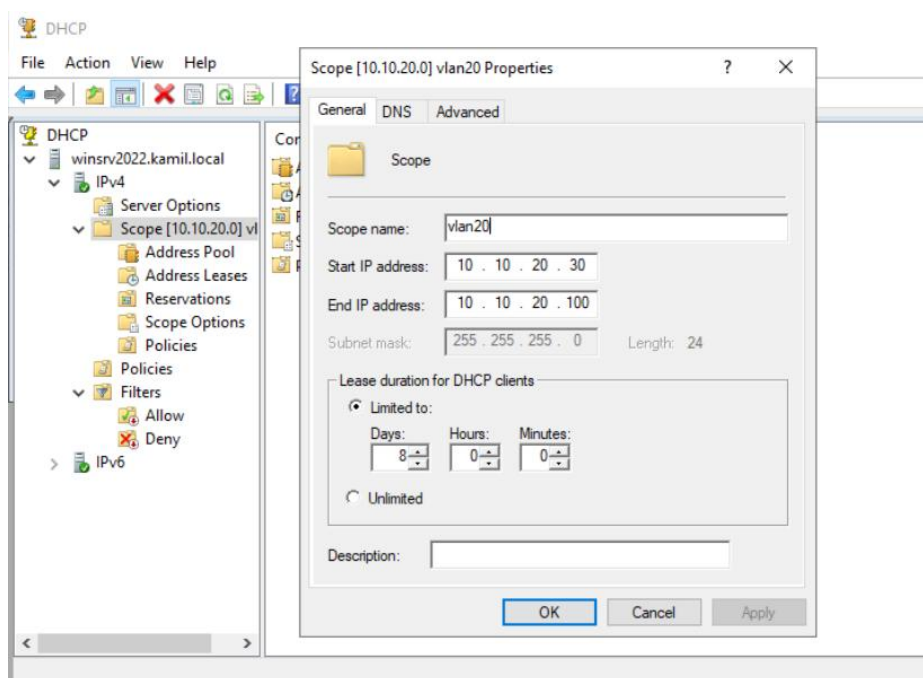 DHCP
File Action View Help
DHCP
winsrv2022.kamil.local
IPv4
Server Options
Scope [10.10.20.0] vl
Address Pool
Address Leases
Reservations
Scope Options
Policies
Policies
Filters
Allow
Deny
IPv6
Scope [10.10.20.0] vlan20 Properties ? X
General DNS Advanced
Scope
Scope name: vlan20
Start IP address: 10 . 10 . 20 . 30
End IP address: 10 . 10 . 20 . 100
Subnet mask: 255 . 255 . 255 . 0 Length: 24
Lease duration for DHCP clients
Limited to:
Days: Hours: Minutes:
8 0 0
Unlimited
Description:
OK Cancel Apply